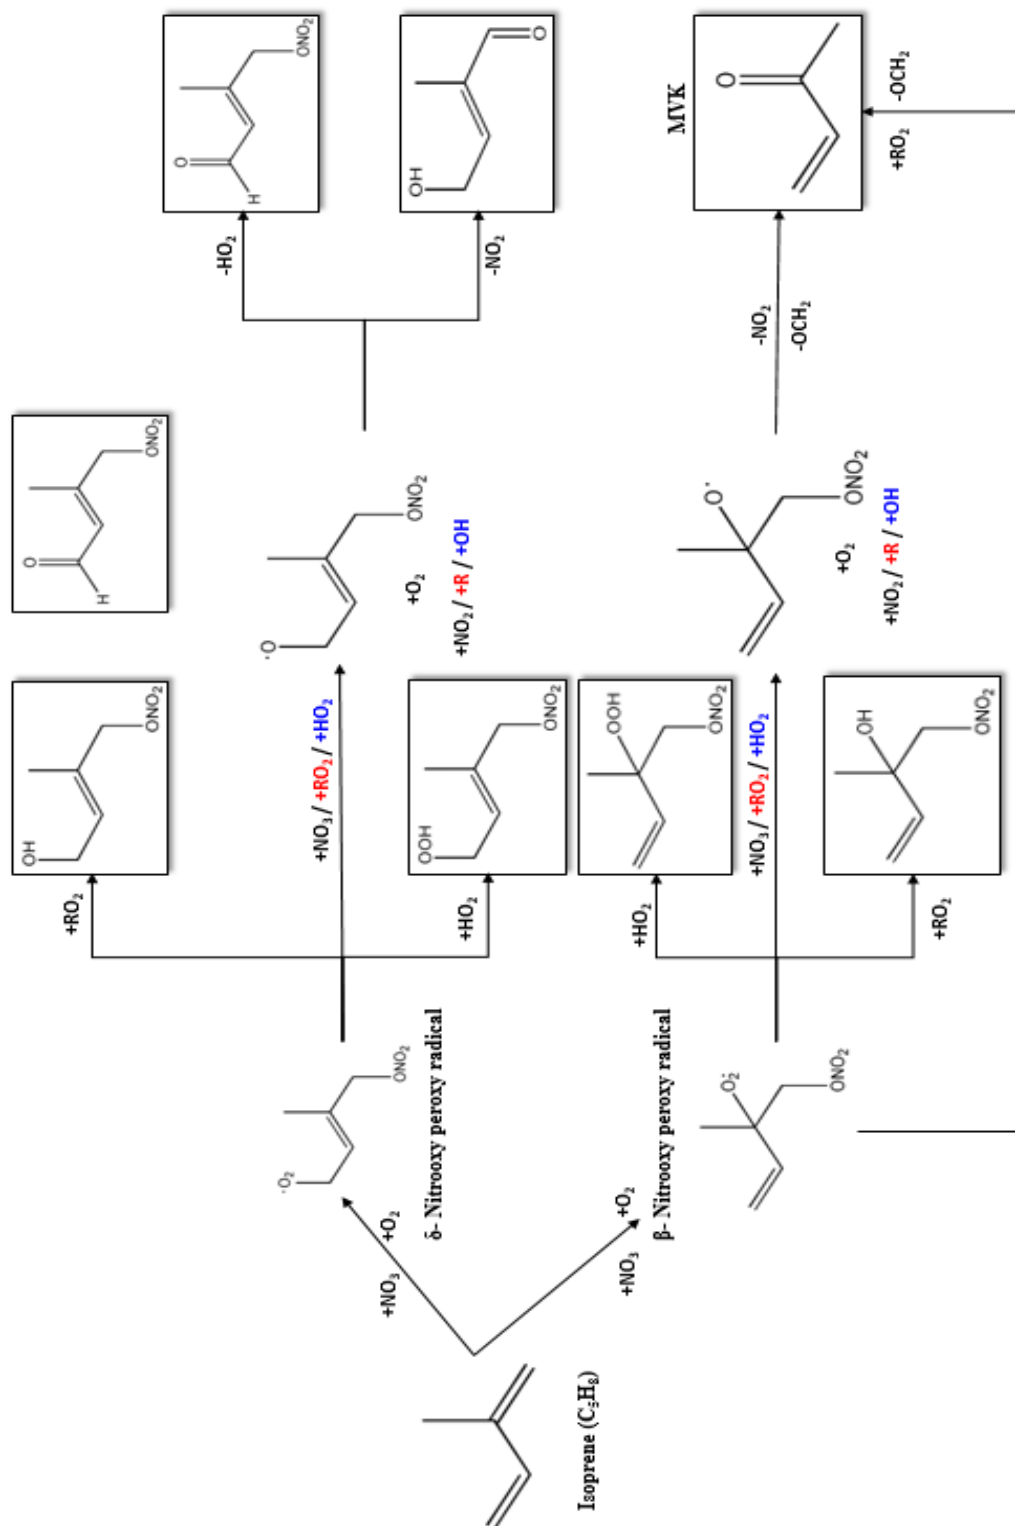 Isoprene (C₅H₈)
+NO₃
+O₂
+NO₃
+O₂
·O₂
ONO₂
δ- Nitrooxy peroxy radical
β- Nitrooxy peroxy radical
O₂·
ONO₂
+RO₂
OH
ONO₂
+NO₃ / +RO₂ / +HO₂
+HO₂
OOH
ONO₂
+HO₂
OOH
ONO₂
+NO₃ / +RO₂ / +HO₂
+RO₂
OH
ONO₂
O
H
ONO₂
·O
ONO₂
+O₂
+NO₂ / +R / +OH
O·
ONO₂
+O₂
+NO₂ / +R / +OH
-HO₂
O
H
ONO₂
-NO₂
OH
O
-NO₂
-OCH₂
MVK
O
+RO₂
-OCH₂